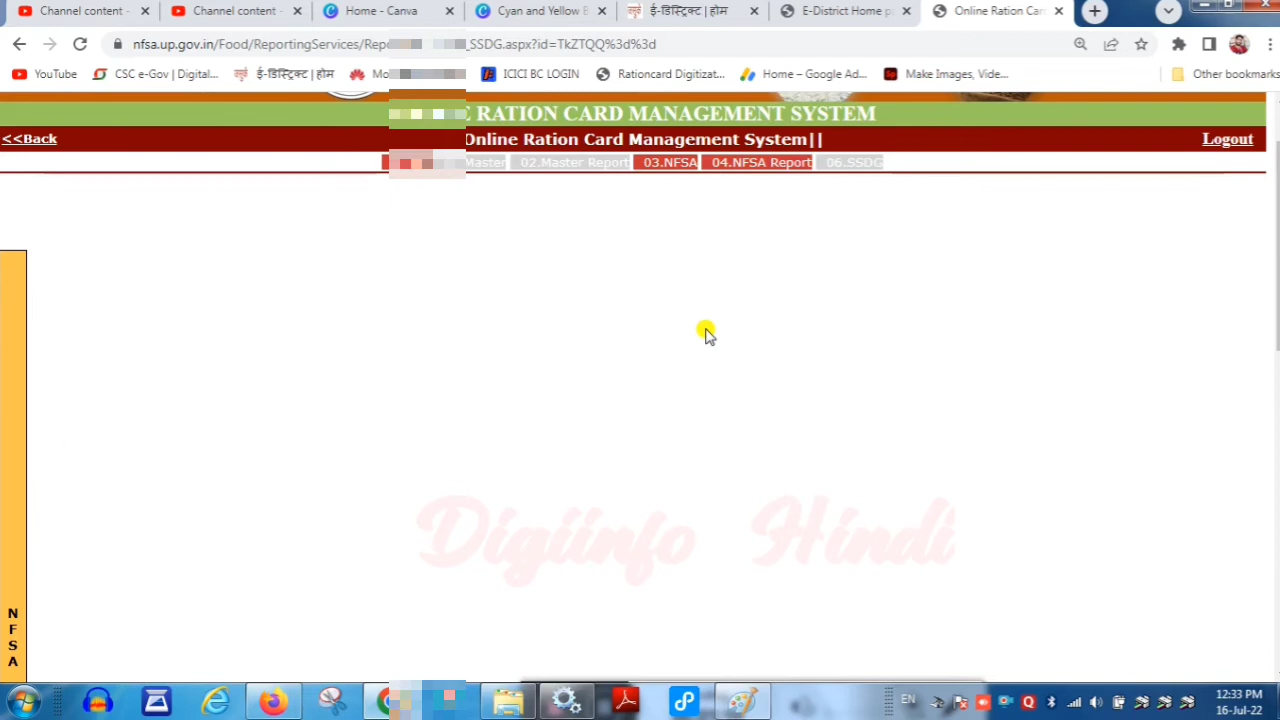 Channel content -
Channel content -
Home - Canva
Cyan and Yellow B
ई-डिस्ट्रिक्ट | होम
E-District Home p
Online Ration Car
nfsa.up.gov.in/Food/ReportingServices/Rep
_SSDG.aspx?id=TkZTQQ%3d%3d
YouTube
CSC e-Gov | Digital...
ई-डिस्ट्रिक्ट | होम
Mo
ICICI BC LOGIN
Rationcard Digitizat...
Home – Google Ad...
Make Images, Vide...
Other bookmarks
RATION CARD MANAGEMENT SYSTEM
<<Back
Online Ration Card Management System||
Logout
Master
02.Master Report
03.NFSA
04.NFSA Report
06.SSDG
Digiinfo Hindi
N
F
S
A
EN
12:33 PM
16-Jul-22